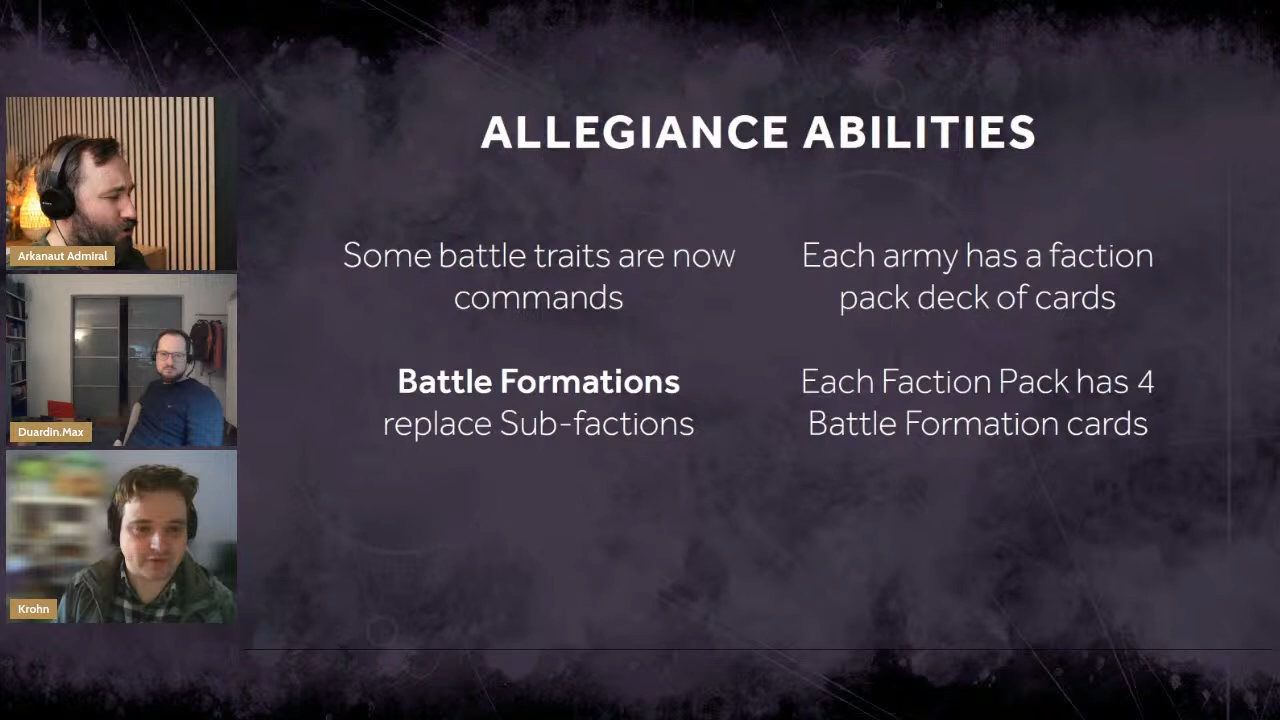 ALLEGIANCE ABILITIES
Some battle traits are now
commands
Battle Formations
replace Sub-factions
Each army has a faction
pack deck of cards
Each Faction Pack has 4
Battle Formation cards
Arkanaut Admiral
Duardin.Max
Krohn